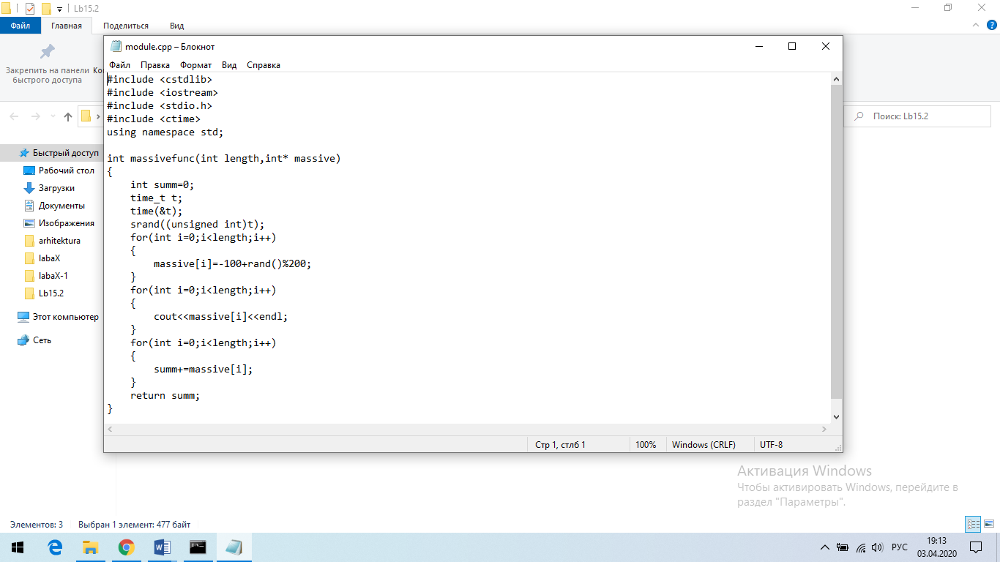 Lb15.2
Файл Главная Поделиться Вид
Закрепить на панели
быстрого доступа
Поиск: Lb15.2
Быстрый доступ
Рабочий стол
Загрузки
Документы
Изображения
arhitektura
labaX
labaX-1
Lb15.2
Этот компьютер
Сеть
module.cpp – Блокнот
Файл Правка Формат Вид Справка
#include <cstdlib>
#include <iostream>
#include <stdio.h>
#include <ctime>
using namespace std;
int massivefunc(int length,int* massive)
{
    int summ=0;
    time_t t;
    time(&t);
    srand((unsigned int)t);
    for(int i=0;i<length;i++)
    {
        massive[i]=-100+rand()%200;
    }
    for(int i=0;i<length;i++)
    {
        cout<<massive[i]<<endl;
    }
    for(int i=0;i<length;i++)
    {
        summ+=massive[i];
    }
    return summ;
}
Стр 1, стлб 1 100% Windows (CRLF) UTF-8
Активация Windows
Чтобы активировать Windows, перейдите в
раздел "Параметры".
Элементов: 3 Выбран 1 элемент: 477 байт
РУС
19:13
03.04.2020